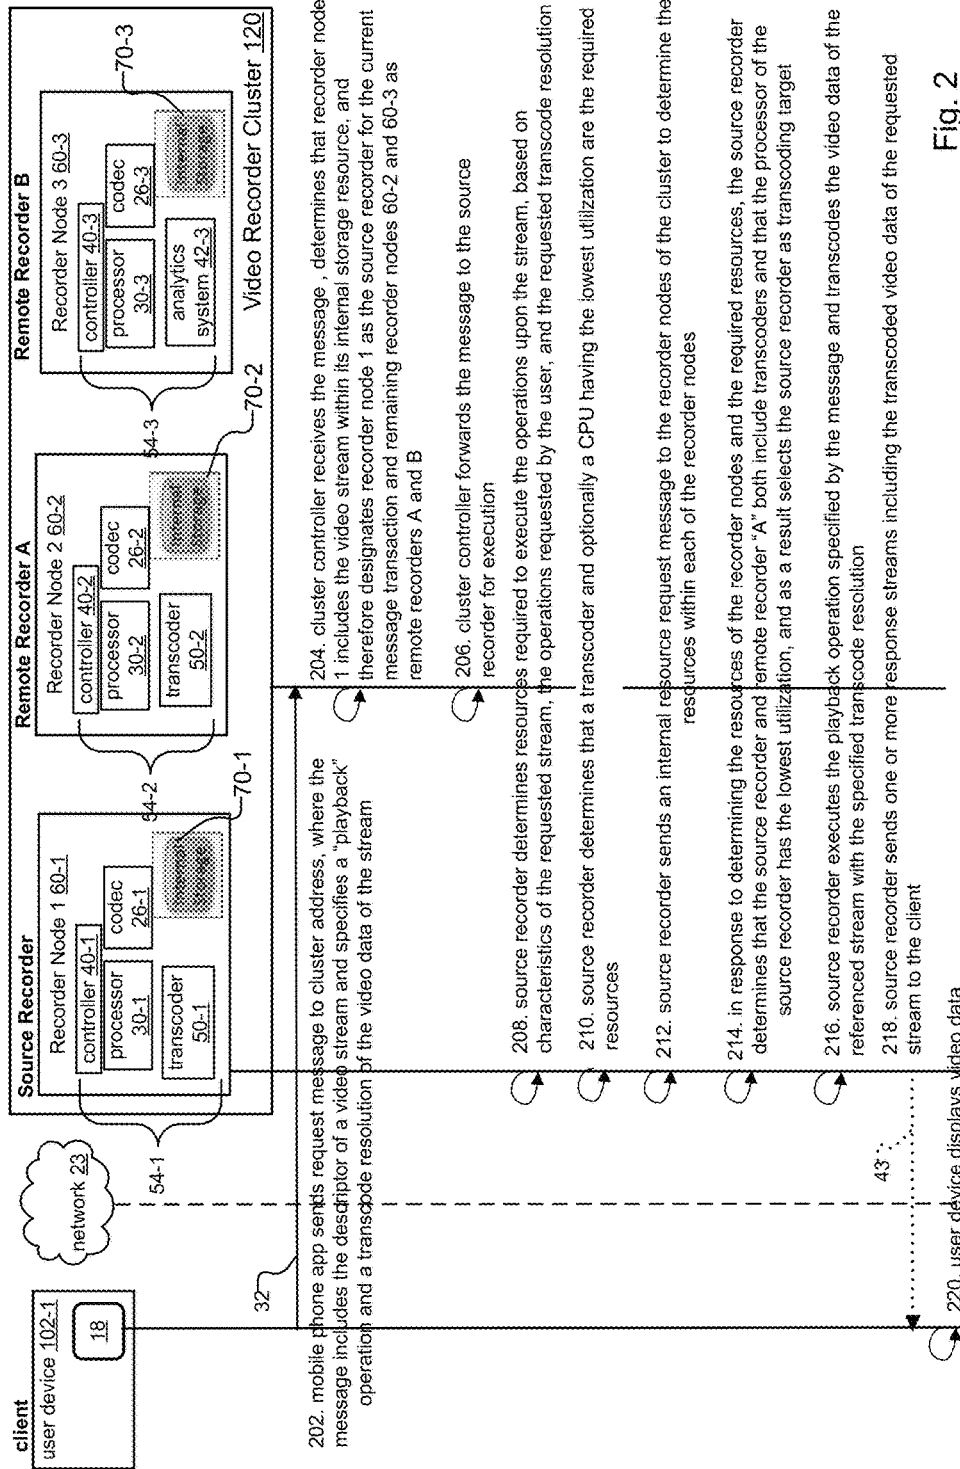 client
user device 102-1
18
network 23
Source Recorder
Recorder Node 1 60-1
controller 40-1
processor
30-1
codec
26-1
transcoder
50-1
54-1
70-1
Remote Recorder A
Recorder Node 2 60-2
controller 40-2
processor
30-2
codec
26-2
transcoder
50-2
54-2
70-2
Remote Recorder B
Recorder Node 3 60-3
controller 40-3
processor
30-3
codec
26-3
analytics
system 42-3
54-3
70-3
Video Recorder Cluster 120
32
202. mobile phone app sends request message to cluster address, where the
message includes the descriptor of a video stream and specifies a "playback"
operation and a transcode resolution of the video data of the stream
204. cluster controller receives the message , determines that recorder node
1 includes the video stream within its internal storage resource, and
therefore designates recorder node 1 as the source recorder for the current
message transaction and remaining recorder nodes 60-2 and 60-3 as
remote recorders A and B
206. cluster controller forwards the message to the source
recorder for execution
208. source recorder determines resources required to execute the operations upon the stream, based on
characteristics of the requested stream, the operations requested by the user, and the requested transcode resolution
210. source recorder determines that a transcoder and optionally a CPU having the lowest utilization are the required
resources
212. source recorder sends an internal resource request message to the recorder nodes of the cluster to determine the
resources within each of the recorder nodes
214. in response to determining the resources of the recorder nodes and the required resources, the source recorder
determines that the source recorder and remote recorder "A" both include transcoders and that the processor of the
source recorder has the lowest utilization, and as a result selects the source recorder as transcoding target
216. source recorder executes the playback operation specified by the message and transcodes the video data of the
referenced stream with the specified transcode resolution
218. source recorder sends one or more response streams including the transcoded video data of the requested
stream to the client
43
220. user device displays video data
Fig. 2